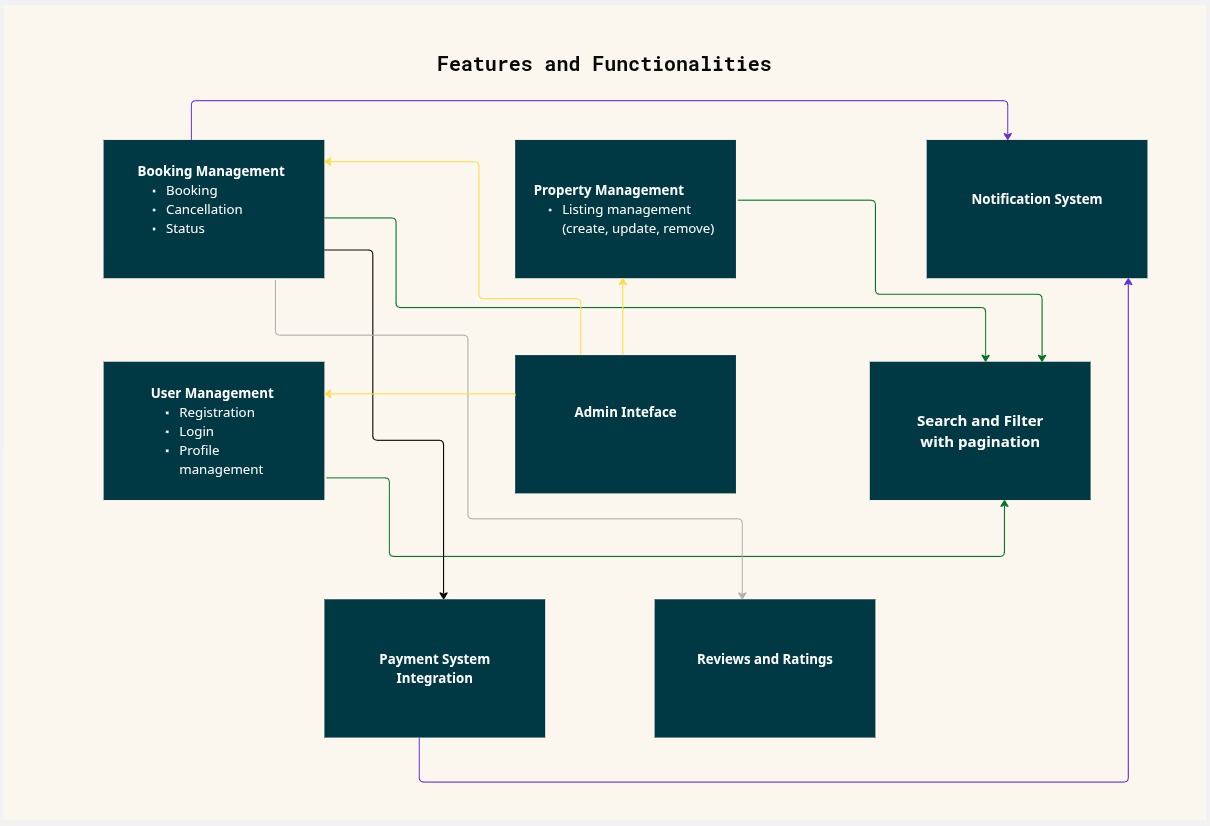 Features and Functionalities
Booking Management
• Booking
• Cancellation
• Status
Property Management
• Listing management
(create, update, remove)
Notification System
User Management
▪ Registration
▪ Login
▪ Profile
management
Admin Inteface
Search and Filter
with pagination
Payment System
Integration
Reviews and Ratings